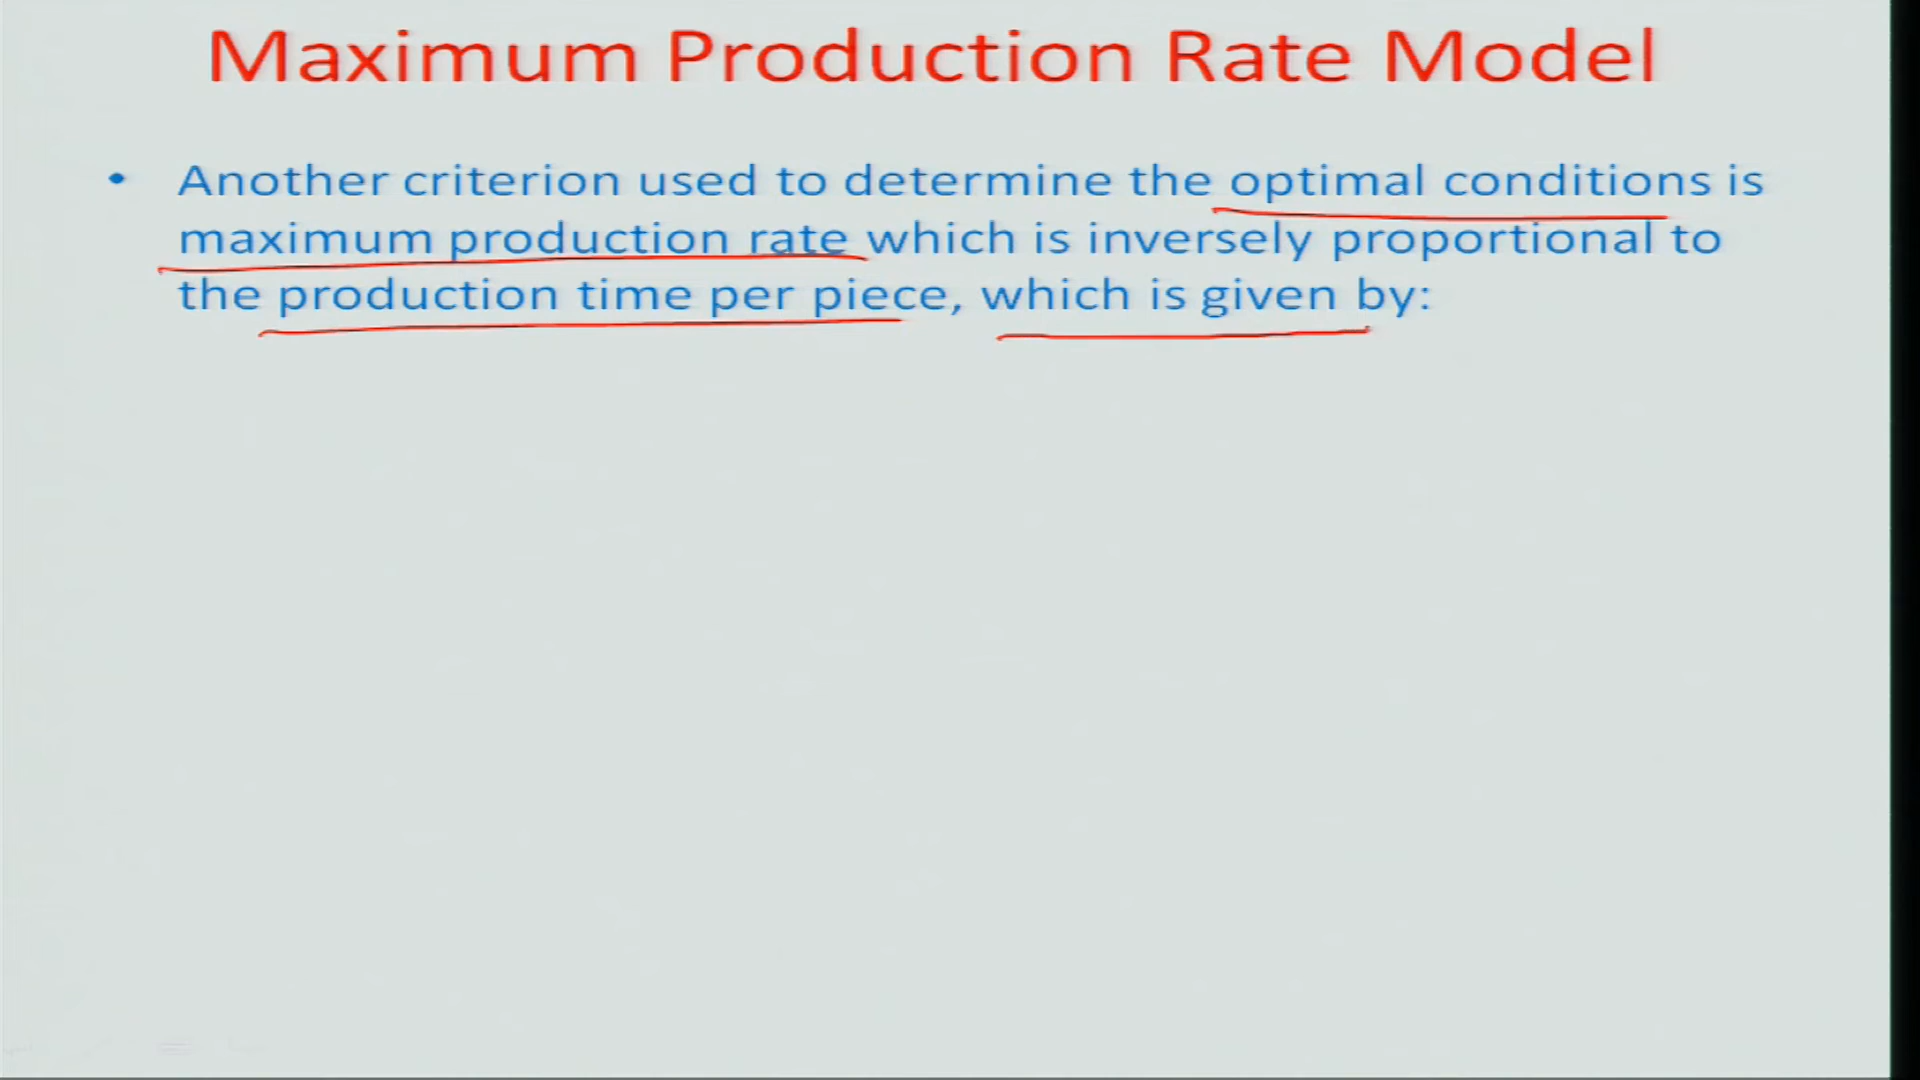 Maximum Production Rate Model
• Another criterion used to determine the optimal conditions is
maximum production rate which is inversely proportional to
the production time per piece, which is given by: